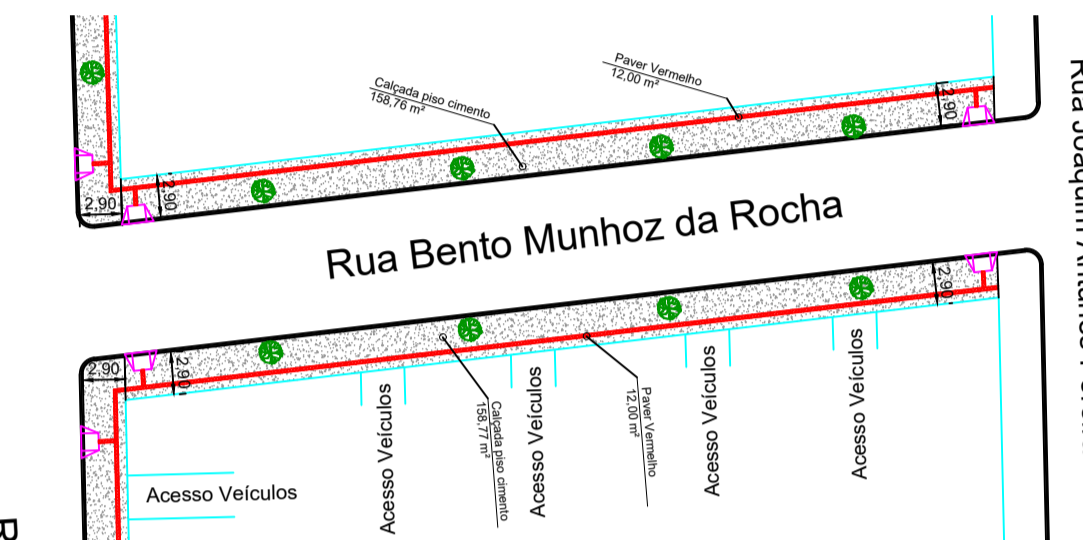 Paver Vermelho
12,00 m²
Calçada piso cimento
158,76 m²
2,90
2,90
2,90
Rua Bento Munhoz da Rocha
Rua Joaquim
2,90
2,90
2,90
Calçada piso cimento
158,77 m²
Paver Vermelho
12,00 m²
Acesso Veículos
Acesso Veículos
Acesso Veículos
Acesso Veículos
Acesso Veículos
R